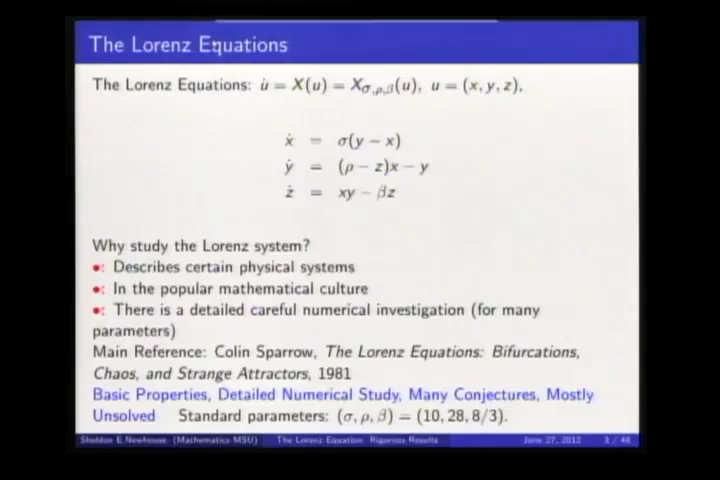 The Lorenz Equations
The Lorenz Equations: u̇ = X(u) = X_{σ,ρ,β}(u), u = (x, y, z),
ẋ = σ(y − x)
ẏ = (ρ − z)x − y
ż = xy − βz
Why study the Lorenz system?
•: Describes certain physical systems
•: In the popular mathematical culture
•: There is a detailed careful numerical investigation (for many
parameters)
Main Reference: Colin Sparrow, The Lorenz Equations: Bifurcations,
Chaos, and Strange Attractors, 1981
Basic Properties, Detailed Numerical Study, Many Conjectures, Mostly
Unsolved Standard parameters: (σ, ρ, β) = (10, 28, 8/3).
Sheldon E.Newhouse (Mathematics MSU) The Lorenz Equation: Rigorous Results June 27, 2012 3 / 48